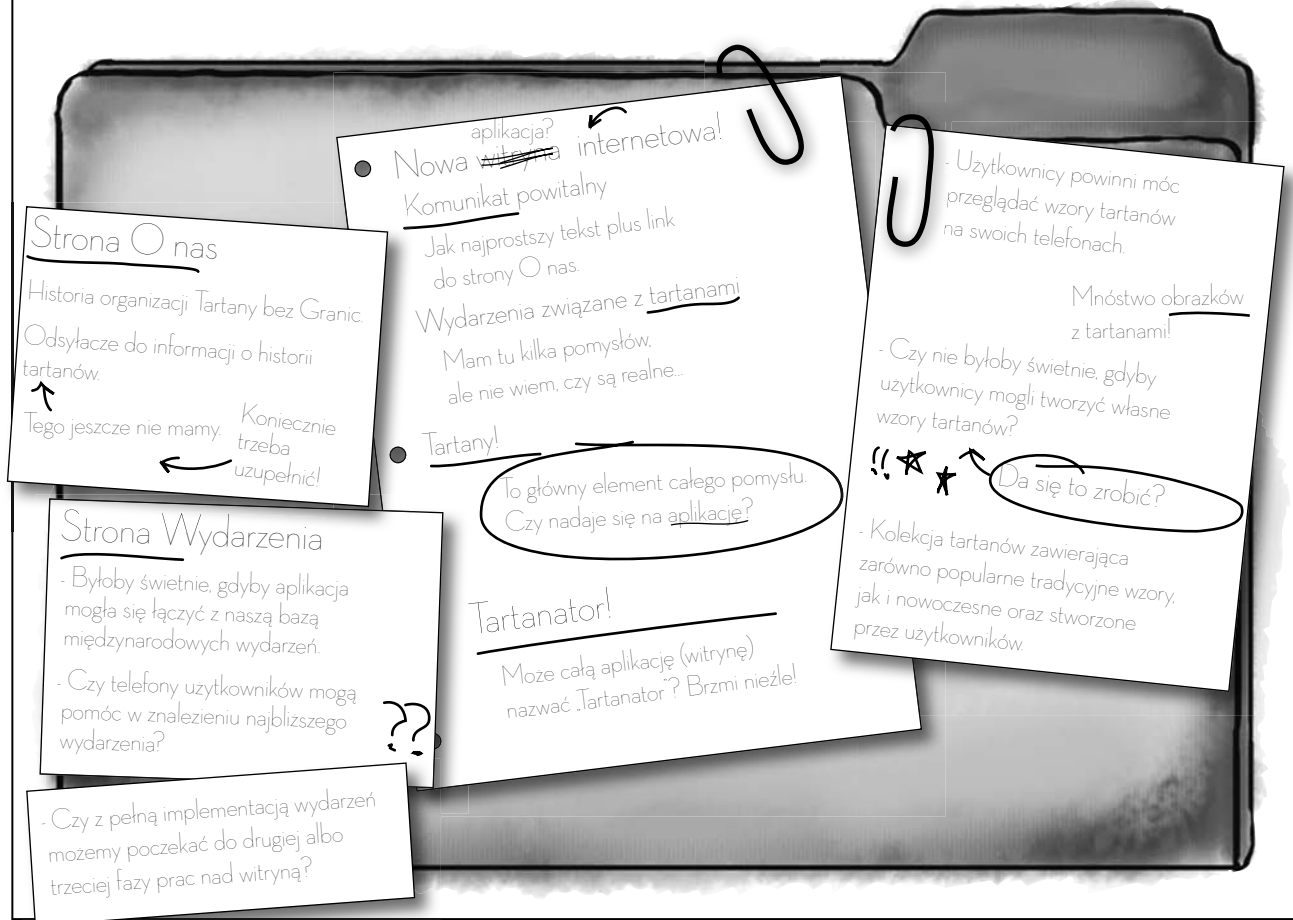 aplikacja?
Nowa witryna internetowa!
Komunikat powitalny
Jak najprostszy tekst plus link
do strony O nas.
Wydarzenia związane z tartanami
Mam tu kilka pomysłów,
ale nie wiem, czy są realne...
Tartany!
To główny element całego pomysłu.
Czy nadaje się na aplikację?
Tartanator!
Może całą aplikację (witrynę)
nazwać „Tartanator”? Brzmi nieźle!
Strona O nas
Historia organizacji Tartany bez Granic.
Odsyłacze do informacji o historii
tartanów.
Tego jeszcze nie mamy.
Koniecznie
trzeba
uzupełnić!
Strona Wydarzenia
- Byłoby świetnie, gdyby aplikacja
mogła się łączyć z naszą bazą
międzynarodowych wydarzeń.
- Czy telefony użytkowników mogą
pomóc w znalezieniu najbliższego
wydarzenia?
??
- Czy z pełną implementacją wydarzeń
możemy poczekać do drugiej albo
trzeciej fazy prac nad witryną?
- Użytkownicy powinni móc
przeglądać wzory tartanów
na swoich telefonach.
Mnóstwo obrazków
z tartanami!
- Czy nie byłoby świetnie, gdyby
użytkownicy mogli tworzyć własne
wzory tartanów?
!!
Da się to zrobić?
- Kolekcja tartanów zawierająca
zarówno popularne tradycyjne wzory,
jak i nowoczesne oraz stworzone
przez użytkowników.